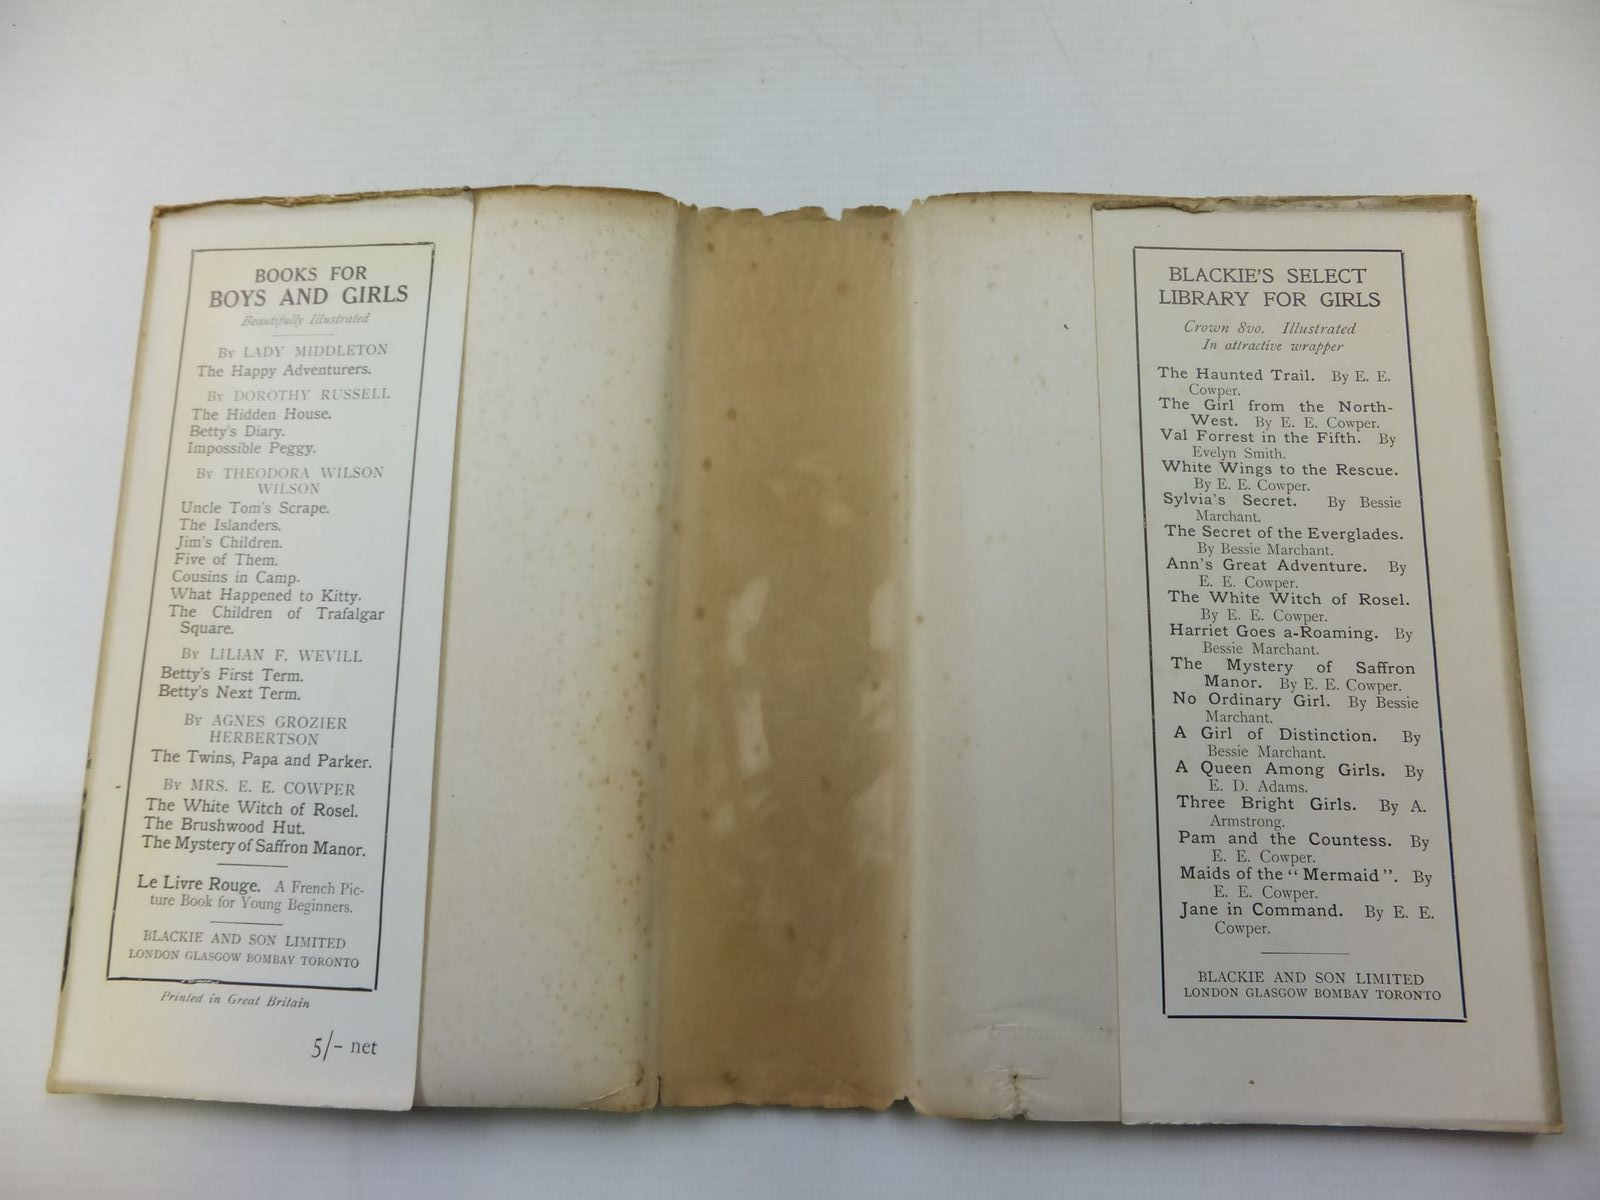 BOOKS FOR
BOYS AND GIRLS
Beautifully Illustrated
By LADY MIDDLETON
The Happy Adventurers.
By DOROTHY RUSSELL
The Hidden House.
Betty's Diary.
Impossible Peggy.
By THEODORA WILSON
WILSON
Uncle Tom's Scrape.
The Islanders.
Jim's Children.
Five of Them.
Cousins in Camp.
What Happened to Kitty.
The Children of Trafalgar
Square.
By LILIAN F. WEVILL
Betty's First Term.
Betty's Next Term.
By AGNES GROZIER
HERBERTSON
The Twins, Papa and Parker.
By MRS. E. E. COWPER
The White Witch of Rosel.
The Brushwood Hut.
The Mystery of Saffron Manor.
Le Livre Rouge. A French Pic-
ture Book for Young Beginners.
BLACKIE AND SON LIMITED
LONDON GLASGOW BOMBAY TORONTO
Printed in Great Britain
5/- net
BLACKIE'S SELECT
LIBRARY FOR GIRLS
Crown 8vo. Illustrated
In attractive wrapper
The Haunted Trail. By E. E.
Cowper.
The Girl from the North-
West. By E. E. Cowper.
Val Forrest in the Fifth. By
Evelyn Smith.
White Wings to the Rescue.
By E. E. Cowper.
Sylvia's Secret. By Bessie
Marchant.
The Secret of the Everglades.
By Bessie Marchant.
Ann's Great Adventure. By
E. E. Cowper.
The White Witch of Rosel.
By E. E. Cowper.
Harriet Goes a-Roaming. By
Bessie Marchant.
The Mystery of Saffron
Manor. By E. E. Cowper.
No Ordinary Girl. By Bessie
Marchant.
A Girl of Distinction. By
Bessie Marchant.
A Queen Among Girls. By
E. D. Adams.
Three Bright Girls. By A.
Armstrong.
Pam and the Countess. By
E. E. Cowper.
Maids of the "Mermaid". By
E. E. Cowper.
Jane in Command. By E. E.
Cowper.
BLACKIE AND SON LIMITED
LONDON GLASGOW BOMBAY TORONTO